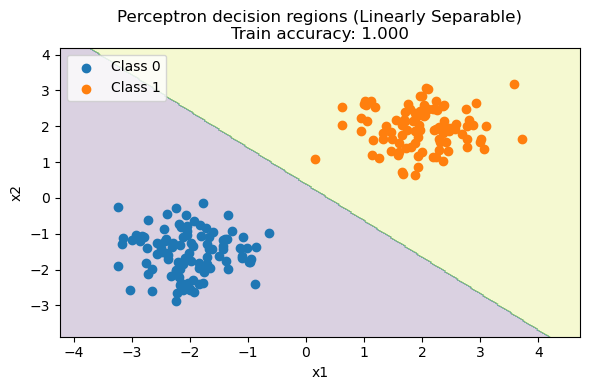 Perceptron decision regions (Linearly Separable)
Train accuracy: 1.000
Class 0
Class 1
x2
4
3
2
1
0
−1
−2
−3
−4
−3
−2
−1
0
1
2
3
4
x1